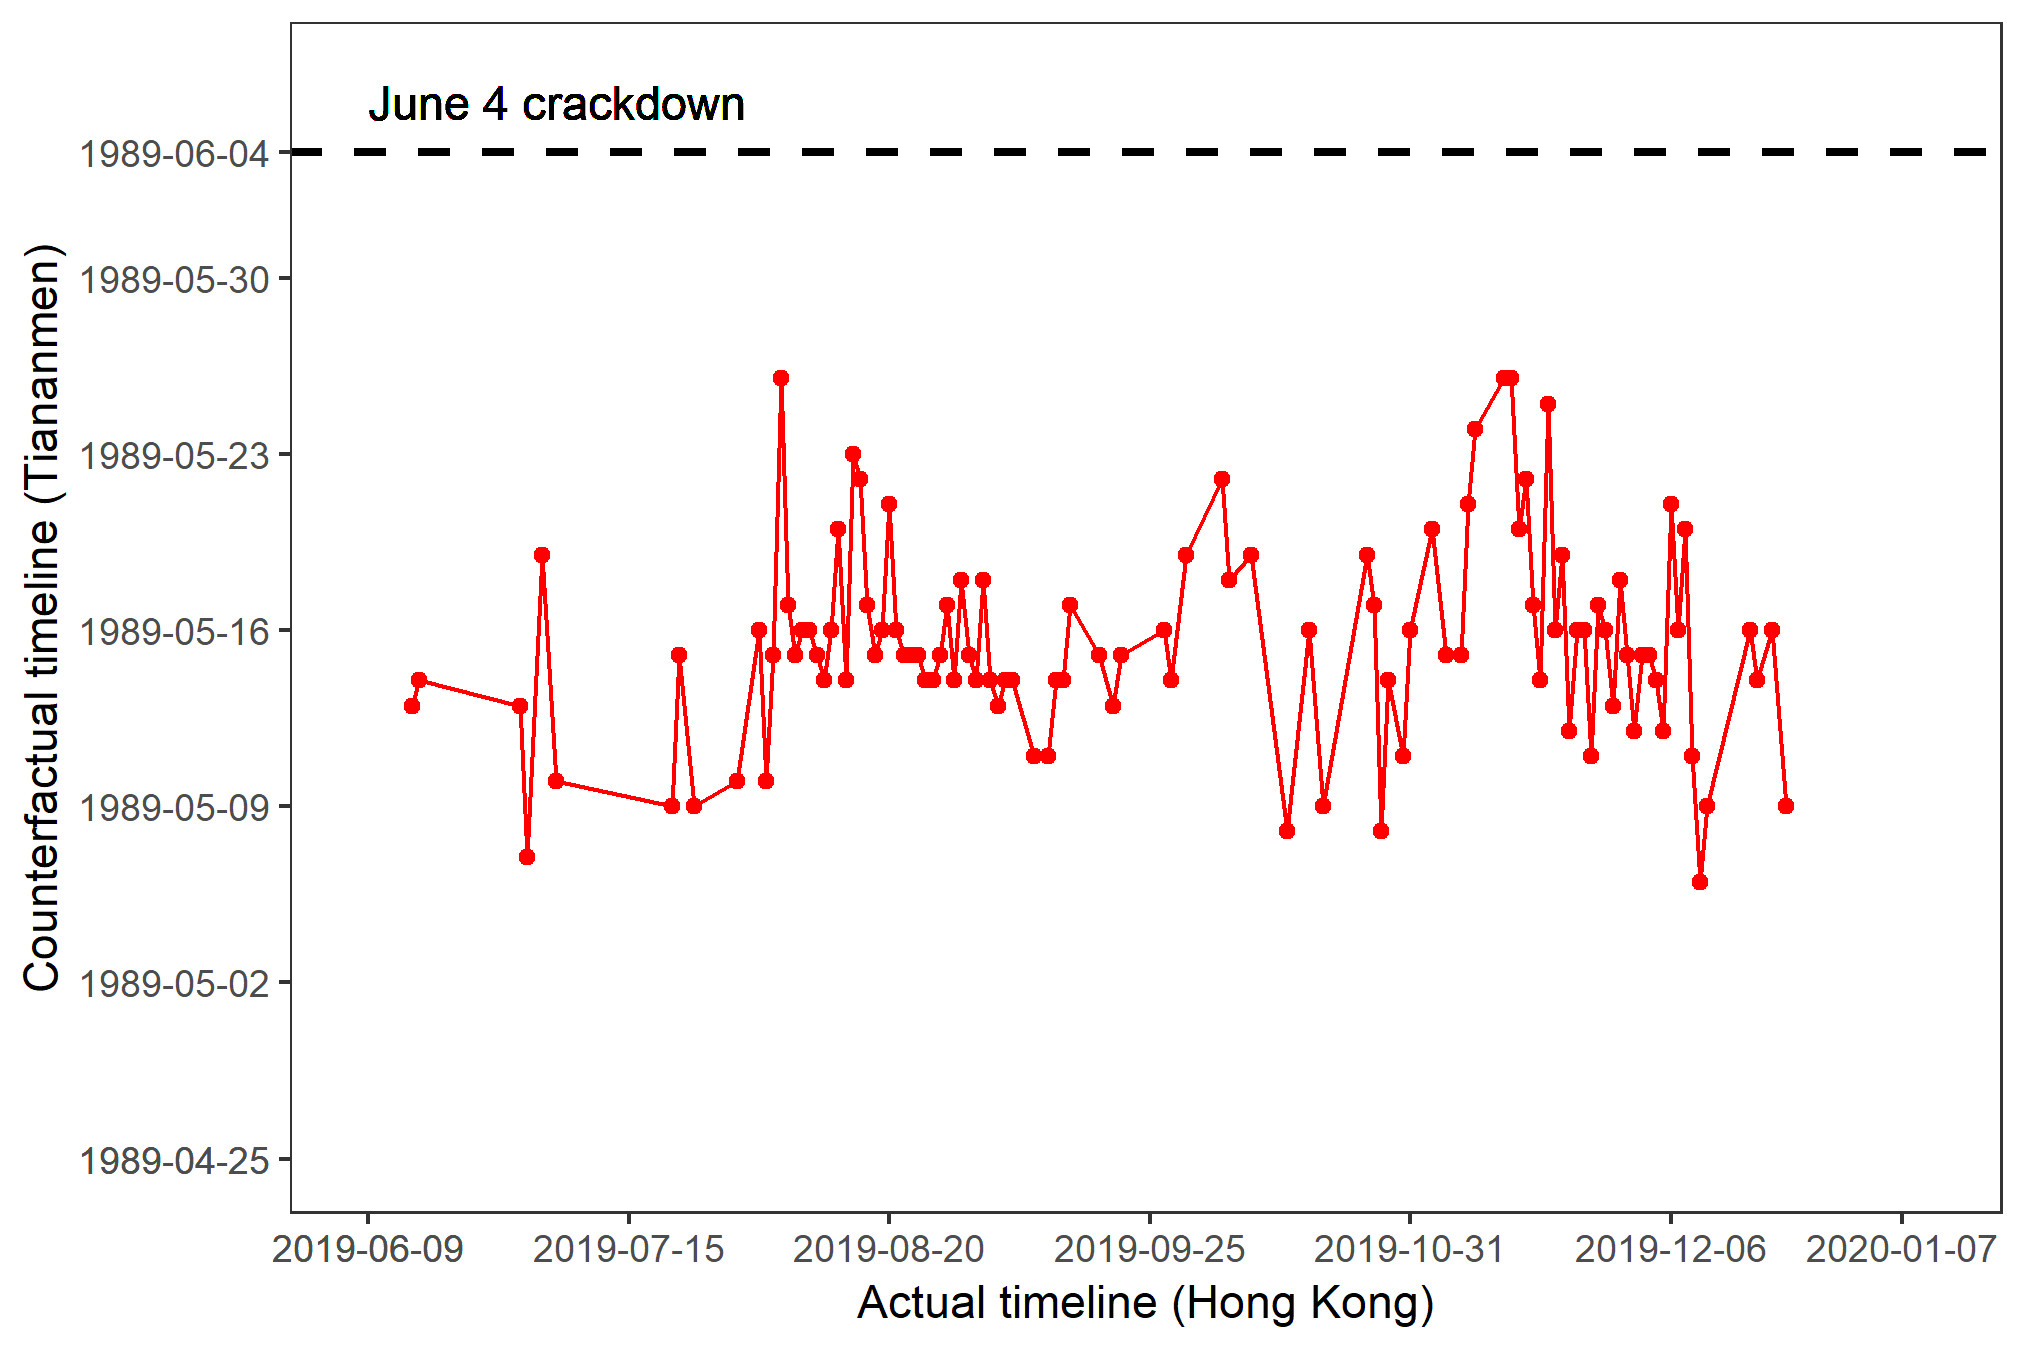 June 4 crackdown
1989-06-04
1989-05-30
1989-05-23
1989-05-16
1989-05-09
1989-05-02
1989-04-25
Counterfactual timeline (Tiananmen)
2019-06-09 2019-07-15 2019-08-20 2019-09-25 2019-10-31 2019-12-06 2020-01-07
Actual timeline (Hong Kong)